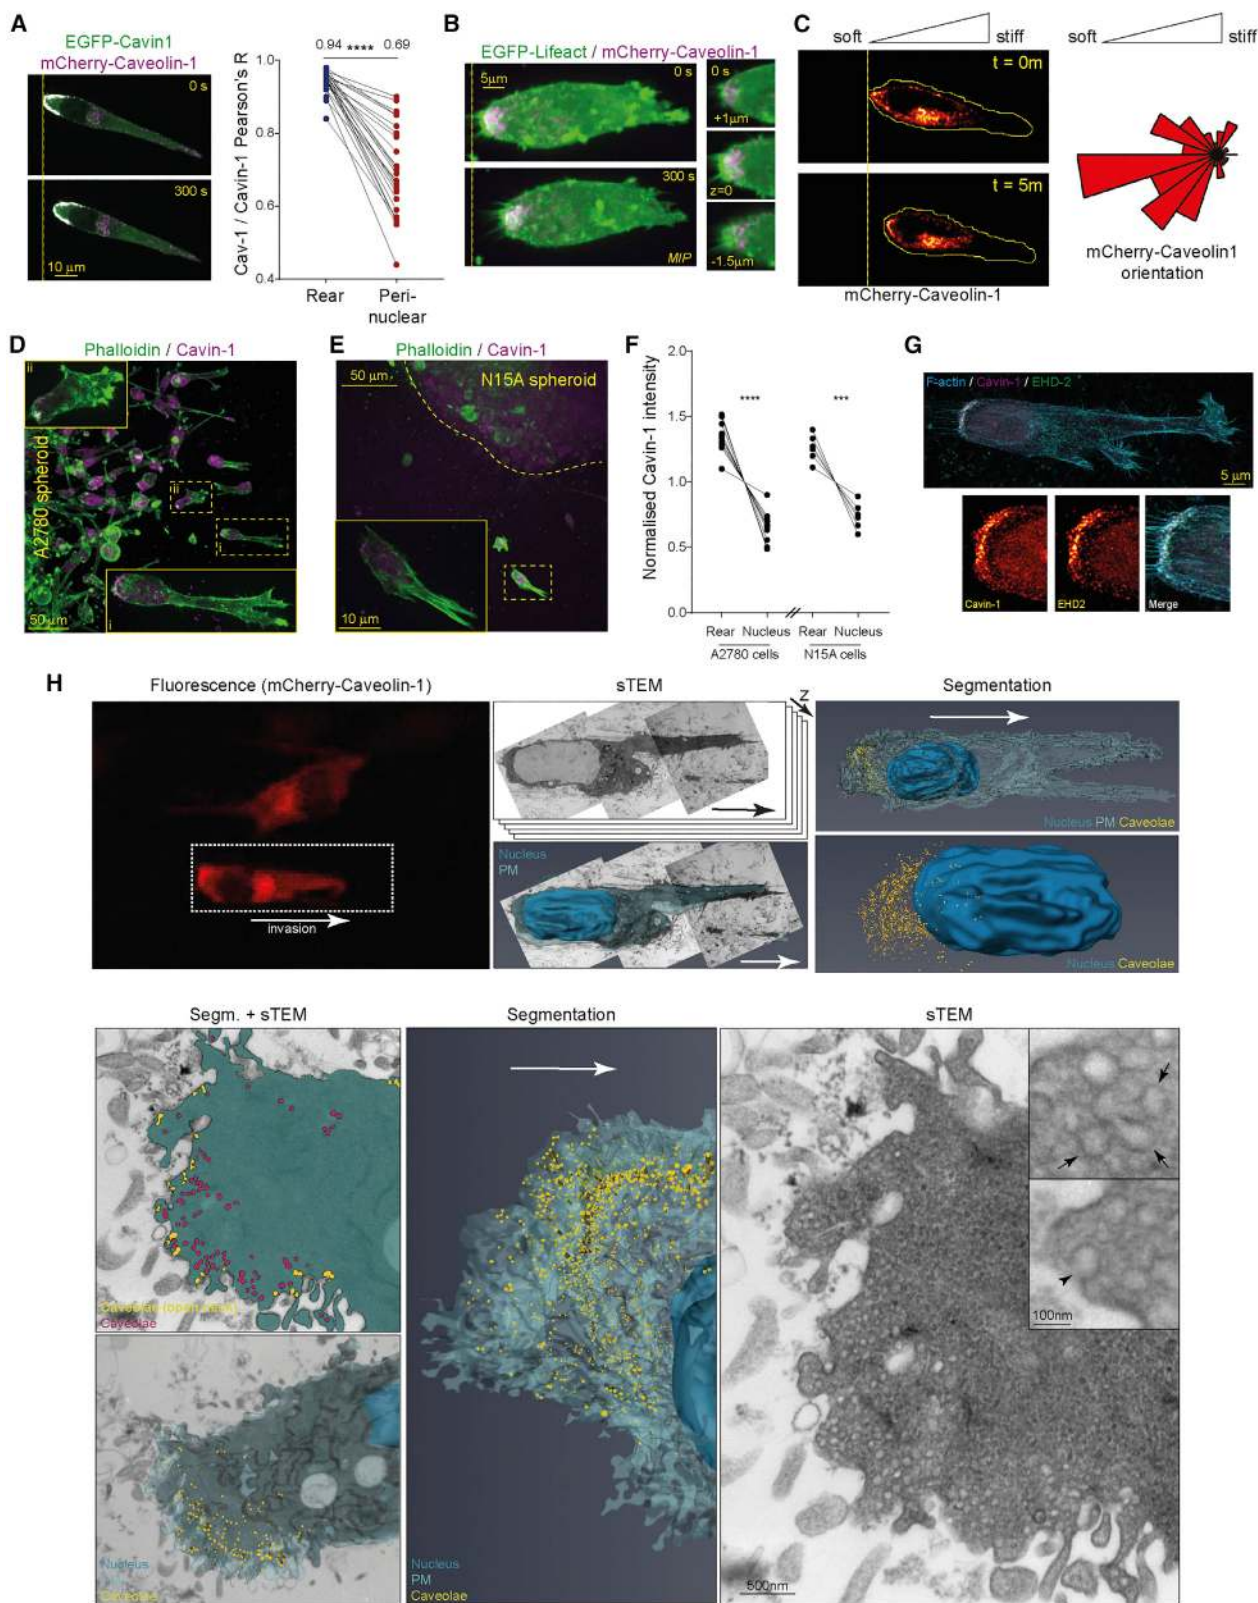 A
EGFP-Cavin1
mCherry-Caveolin-1
0 s
300 s
10 µm
0.94 **** 0.69
Cav-1 / Cavin-1 Pearson's R
1.0
0.8
0.6
0.4
Rear
Peri-
nuclear
B
EGFP-Lifeact / mCherry-Caveolin-1
5µm
0 s
300 s
MIP
0 s
+1µm
z=0
-1.5µm
C
soft
stiff
t = 0m
t = 5m
mCherry-Caveolin-1
soft
stiff
mCherry-Caveolin1
orientation
D
Phalloidin / Cavin-1
ii
A2780 spheroid
ii
i
50 µm
i
E
Phalloidin / Cavin-1
50 µm
N15A spheroid
10 µm
F
Normalised Cavin-1 intensity
2.0
1.5
1.0
0.5
0.0
****
***
Rear Nucleus
A2780 cells
Rear Nucleus
N15A cells
G
F-actin / Cavin-1 / EHD-2
5 µm
Cavin-1
EHD2
Merge
H
Fluorescence (mCherry-Caveolin-1)
invasion
sTEM
Z
Nucleus
PM
Segmentation
Nucleus PM Caveolae
Nucleus Caveolae
Segm. + sTEM
Caveolae (open neck)
Caveolae
Nucleus
Caveolae
Segmentation
Nucleus
PM
Caveolae
sTEM
100nm
500nm